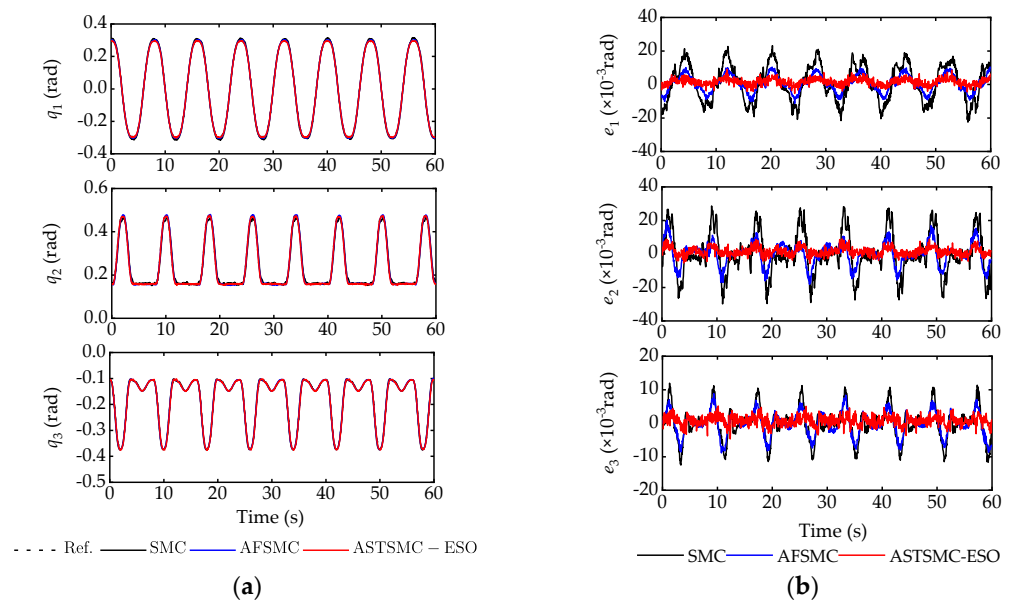 0.4
0.2
0.0
-0.2
-0.4
q1 (rad)
0 10 20 30 40 50 60
0.6
0.4
0.2
0.0
q2 (rad)
0 10 20 30 40 50 60
0.0
-0.1
-0.2
-0.3
-0.4
-0.5
q3 (rad)
0 10 20 30 40 50 60
Time (s)
Ref. SMC AFSMC ASTSMC − ESO
(a)
40
20
0
-20
-40
e1 (×10-3rad)
0 10 20 30 40 50 60
40
20
0
-20
-40
e2 (×10-3rad)
0 10 20 30 40 50 60
20
10
0
-10
-20
e3 (×10-3rad)
0 10 20 30 40 50 60
Time (s)
SMC AFSMC ASTSMC-ESO
(b)